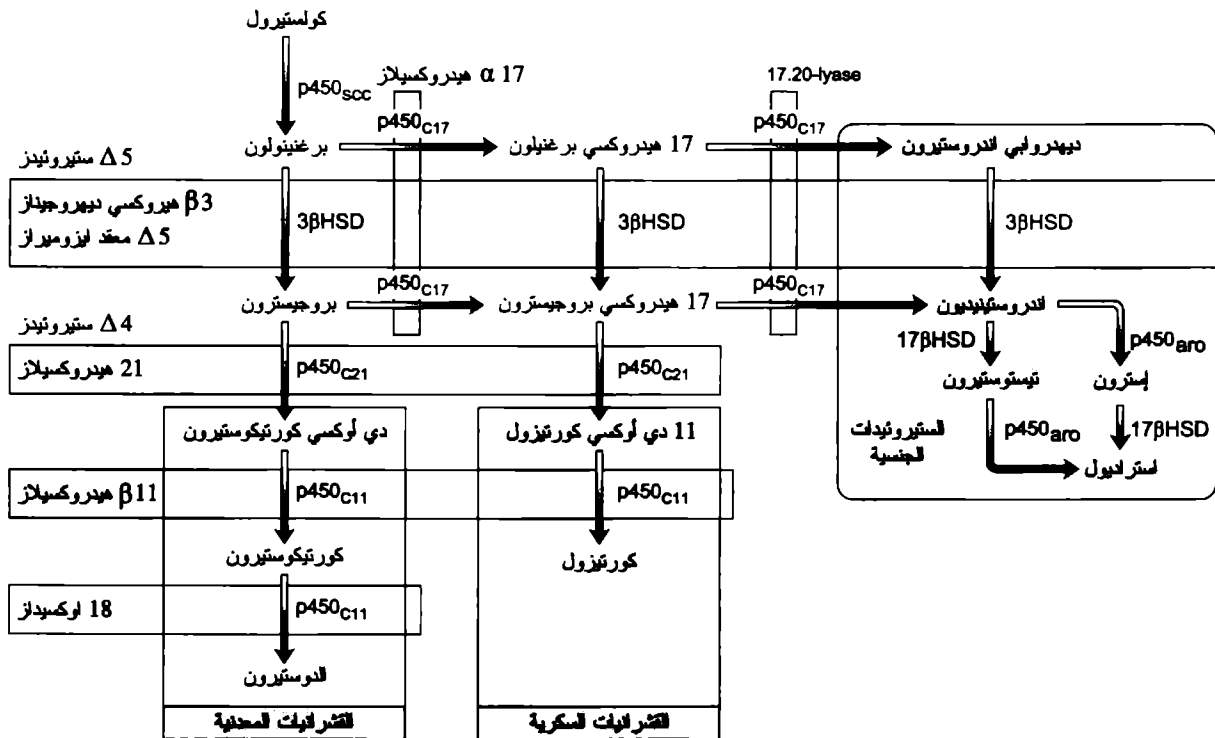 كولستيرول
p450scc
17 α هيدروكسيلاز
17.20-lyase
p450C17
p450C17
برغنينولون
17 هيدروكسي برغنيلون
ديهدروابي اندروستيرون
Δ5 ستيروئيدز
β3 هيروكسي ديهروجيناز
Δ5 معقد ايزوميراز
3βHSD
3βHSD
3βHSD
p450C17
p450C17
بروجيسترون
17 هيدروكسي بروجيسترون
اندروستينيديون
Δ4 ستيروئيدز
17βHSD
p450aro
21 هيدروكسيلاز
p450C21
p450C21
تيستوستيرون
إسترون
دي أوكسي كورتيكوستيرون
11 دي أوكسي كورتيزول
الستيروئيدات
الجنسية
p450aro
17βHSD
استراديول
β11 هيدروكسيلاز
p450C11
p450C11
كورتيكوستيرون
كورتيزول
18 اوكسيداز
p450C11
الدوستيرون
القشرانيات المعدنية
القشرانيات السكرية